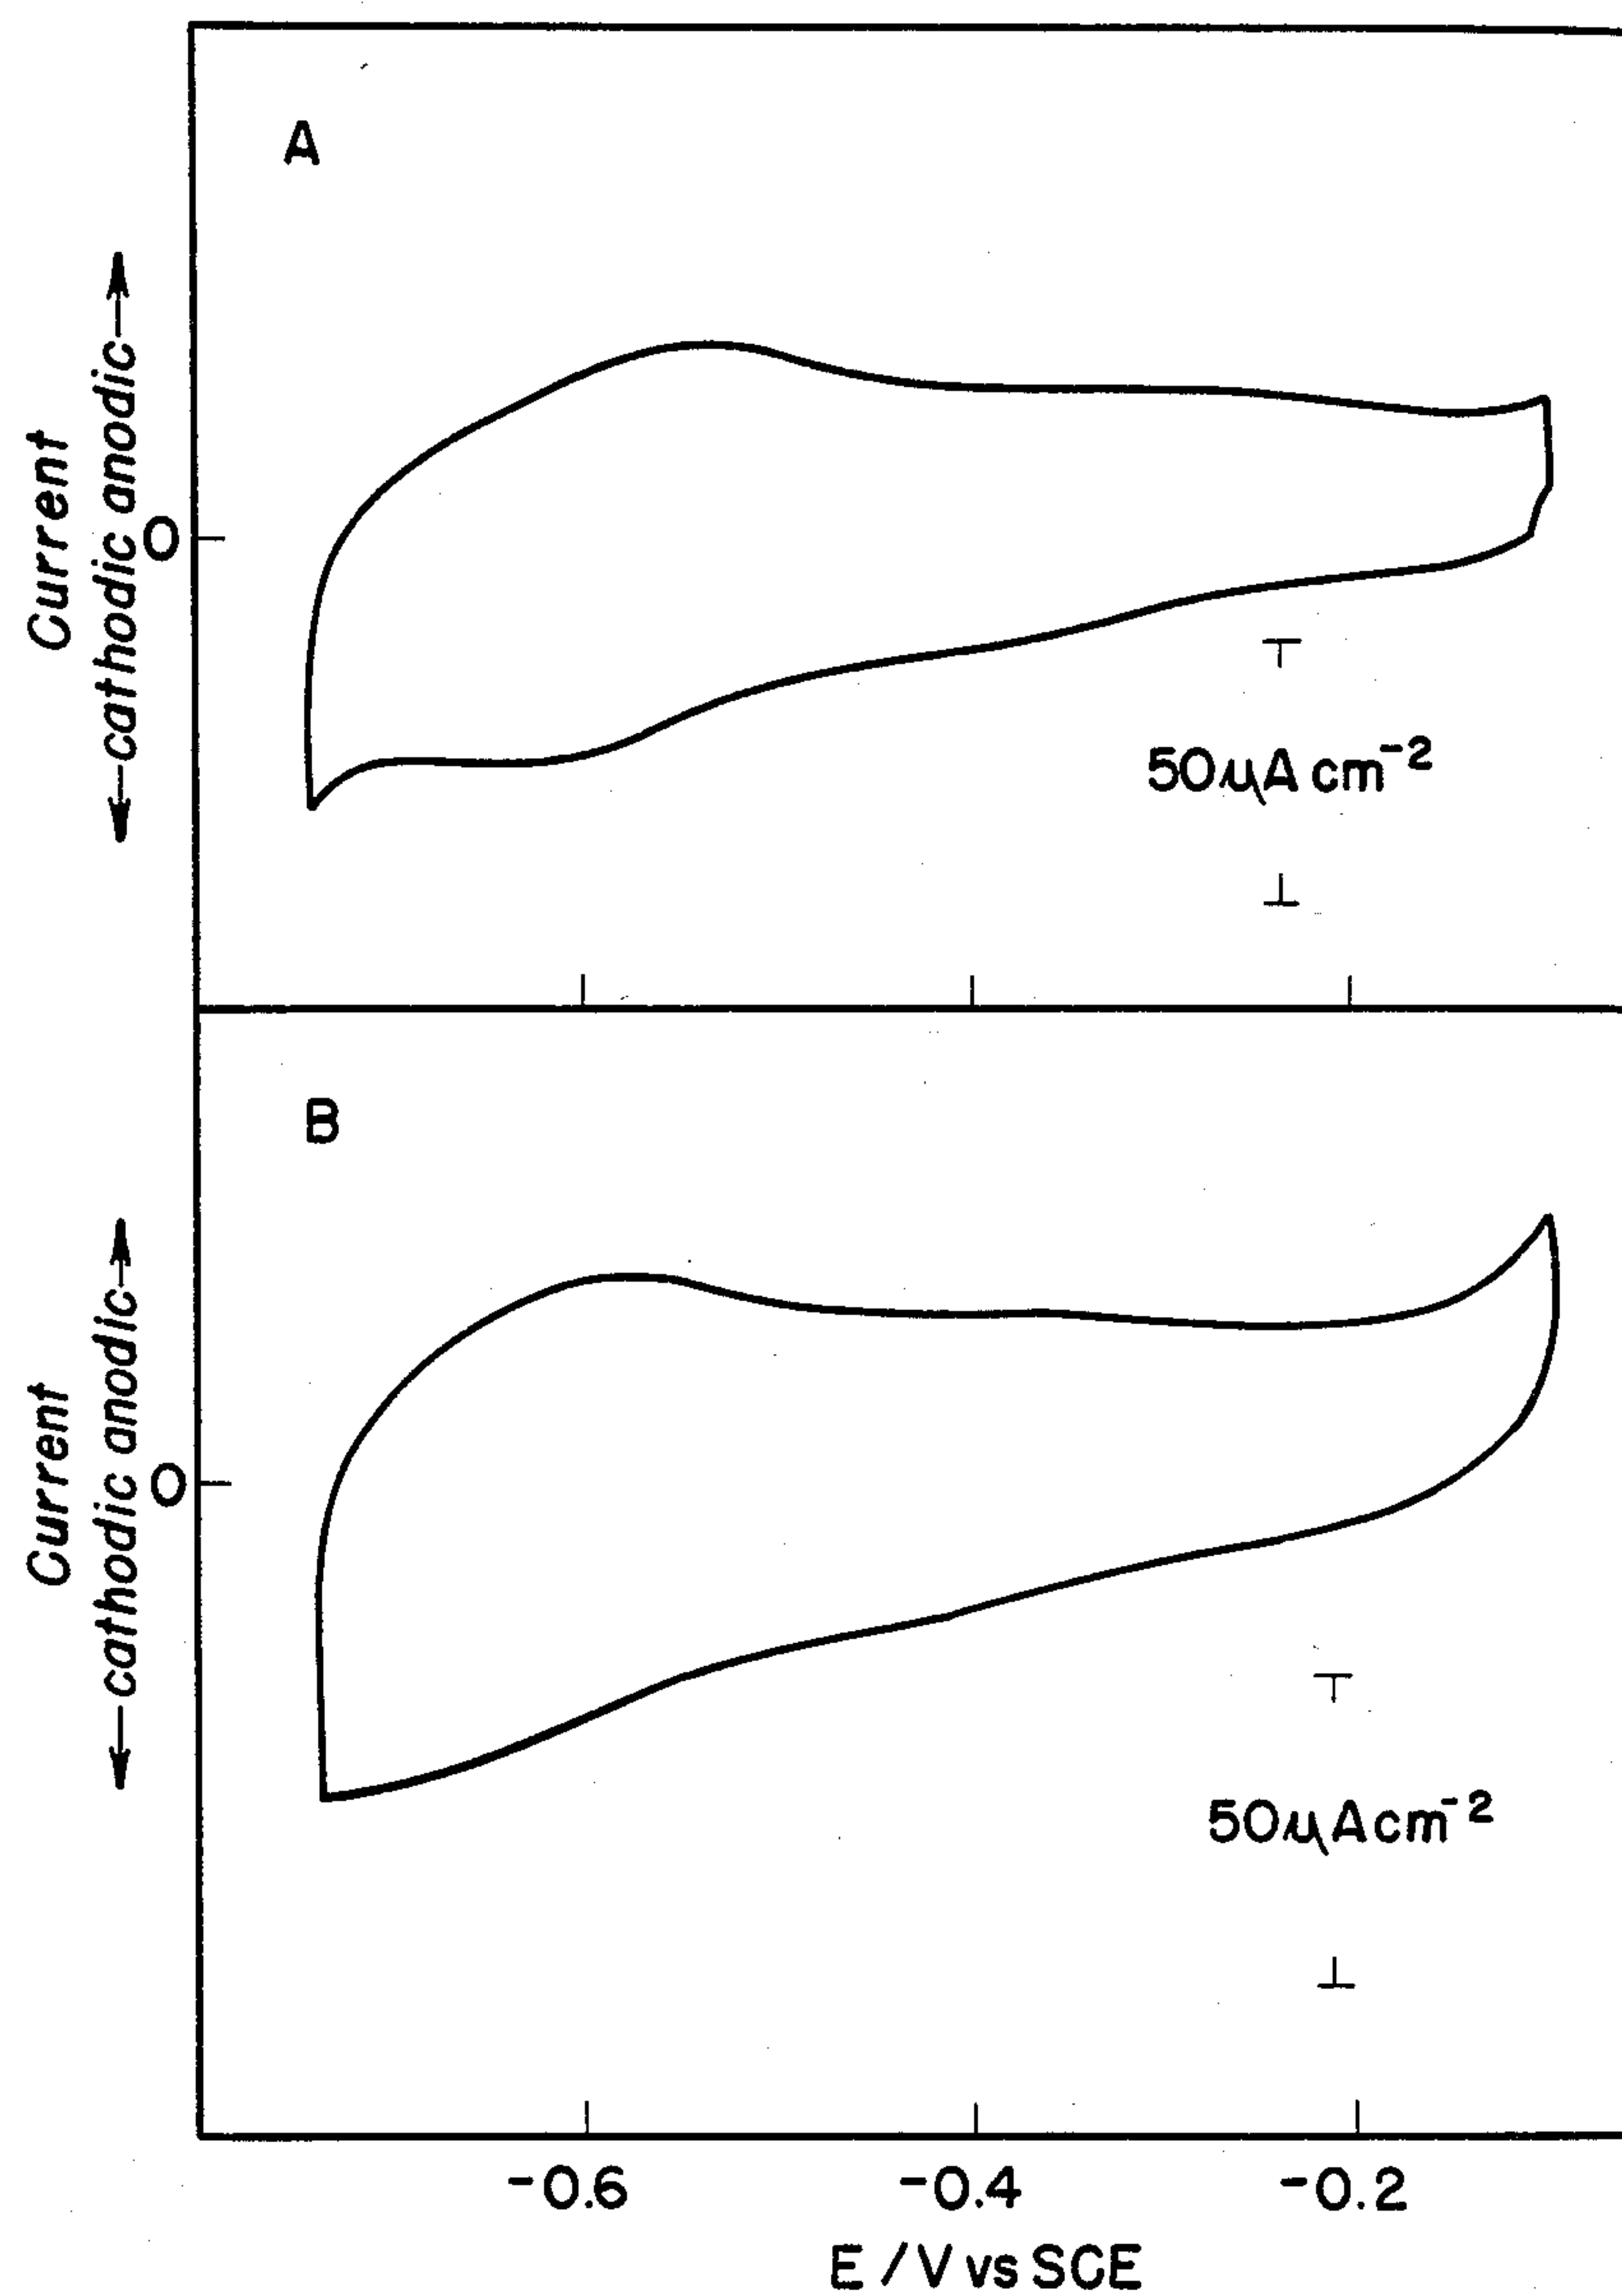 A
Current
cathodic anodic
0
50μA cm⁻²
B
Current
cathodic anodic
0
50μA cm⁻²
-0.6 -0.4 -0.2
E / V vs SCE